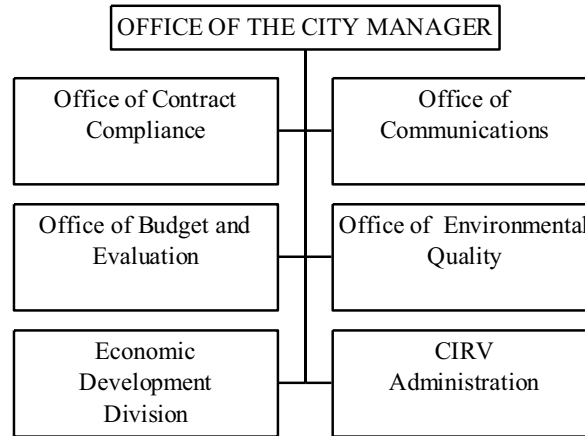 OFFICE OF THE CITY MANAGER
Office of Contract
Compliance
Office of
Communications
Office of Budget and
Evaluation
Office of Environmental
Quality
Economic
Development
Division
CIRV
Administration